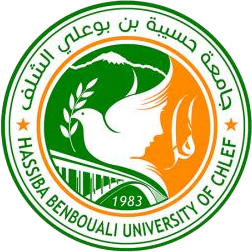 جامعة حسيبة بن بوعلي الشلف
1983
HASSIBA BENBOUALI UNIVERSITY OF CHLEF